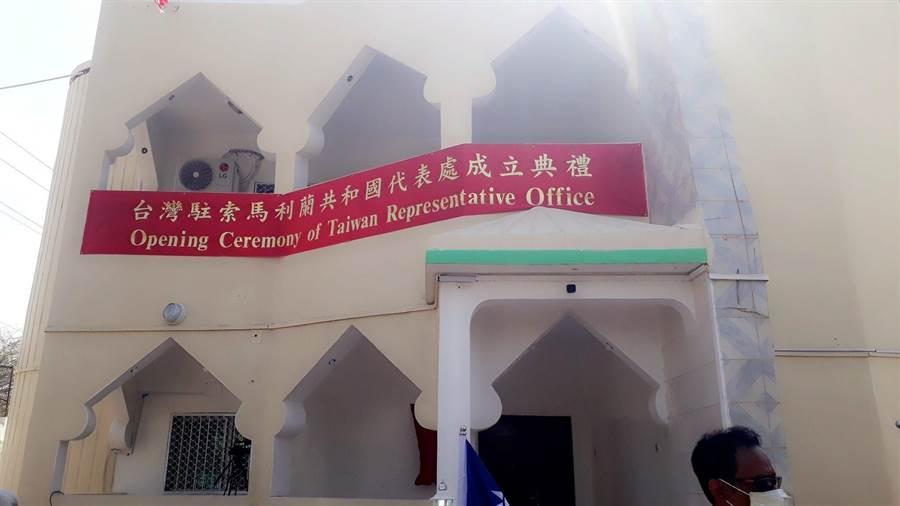 台灣駐索馬利蘭共和國代表處成立典禮
Opening Ceremony of Taiwan Representative Office
LG